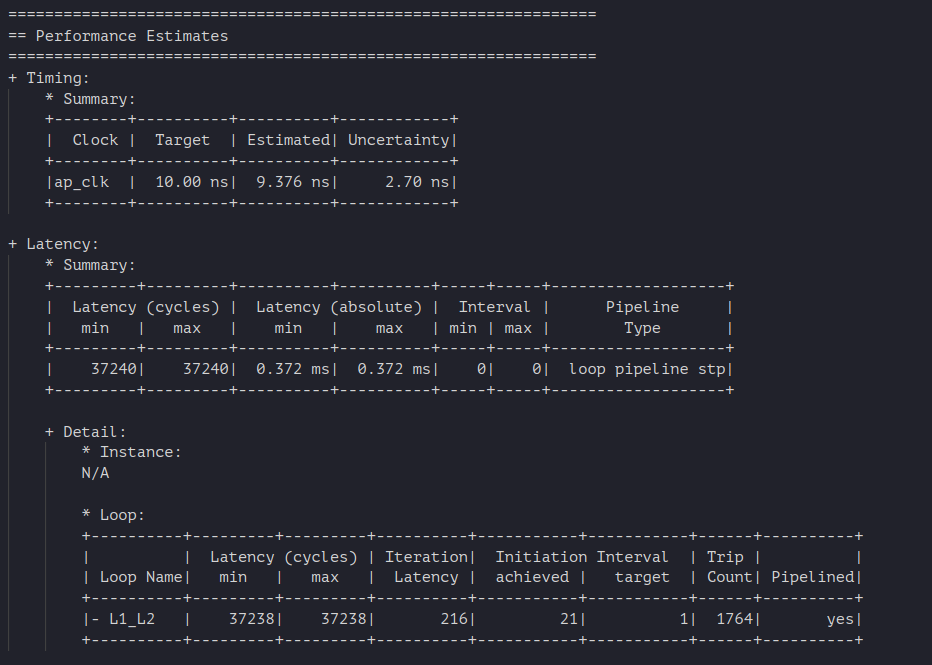 ================================================================
== Performance Estimates
================================================================
+ Timing:
    * Summary:
    +--------+----------+----------+------------+
    |  Clock |  Target  | Estimated| Uncertainty|
    +--------+----------+----------+------------+
    |ap_clk  |  10.00 ns|  9.376 ns|     2.70 ns|
    +--------+----------+----------+------------+

+ Latency:
    * Summary:
    +---------+---------+----------+----------+-----+-----+-------------------+
    |  Latency (cycles) |  Latency (absolute) |  Interval |      Pipeline     |
    |   min   |   max   |    min   |    max   | min | max |        Type       |
    +---------+---------+----------+----------+-----+-----+-------------------+
    |    37240|    37240|  0.372 ms|  0.372 ms|    0|    0|  loop pipeline stp|
    +---------+---------+----------+----------+-----+-----+-------------------+

    + Detail:
        * Instance:
        N/A

        * Loop:
        +----------+---------+---------+----------+-----------+-----------+------+----------+
        |          |  Latency (cycles) | Iteration|  Initiation Interval  | Trip |          |
        | Loop Name|   min   |   max   |  Latency |  achieved |   target  | Count| Pipelined|
        +----------+---------+---------+----------+-----------+-----------+------+----------+
        |- L1_L2   |    37238|    37238|       216|         21|          1|  1764|       yes|
        +----------+---------+---------+----------+-----------+-----------+------+----------+